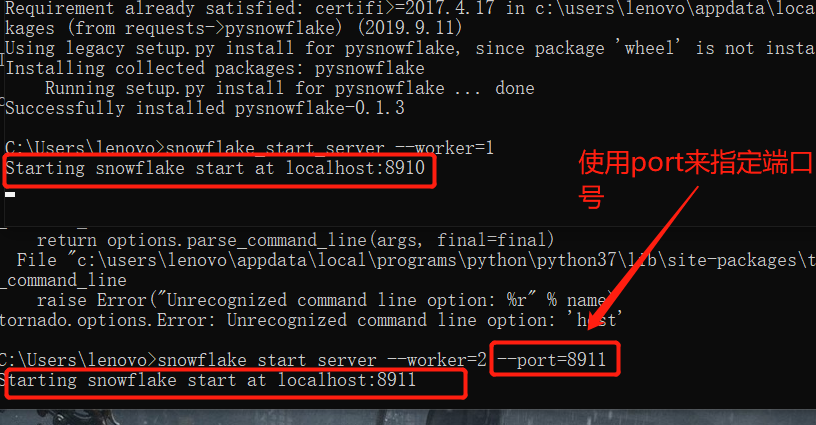 Requirement already satisfied: certifi>=2017.4.17 in c:\users\lenovo\appdata\loca
kages (from requests->pysnowflake) (2019.9.11)
Using legacy setup.py install for pysnowflake, since package 'wheel' is not insta
Installing collected packages: pysnowflake
Running setup.py install for pysnowflake ... done
Successfully installed pysnowflake-0.1.3
C:\Users\lenovo>snowflake_start_server --worker=1
Starting snowflake start at localhost:8910
使用port来指定端口
号
return options.parse_command_line(args, final=final)
File "c:\users\lenovo\appdata\local\programs\python\python37\lib\site-packages\t
_command_line
raise Error("Unrecognized command line option: %r" % name)
tornado.options.Error: Unrecognized command line option: 'host'
C:\Users\lenovo>snowflake_start_server --worker=2 --port=8911
Starting snowflake start at localhost:8911